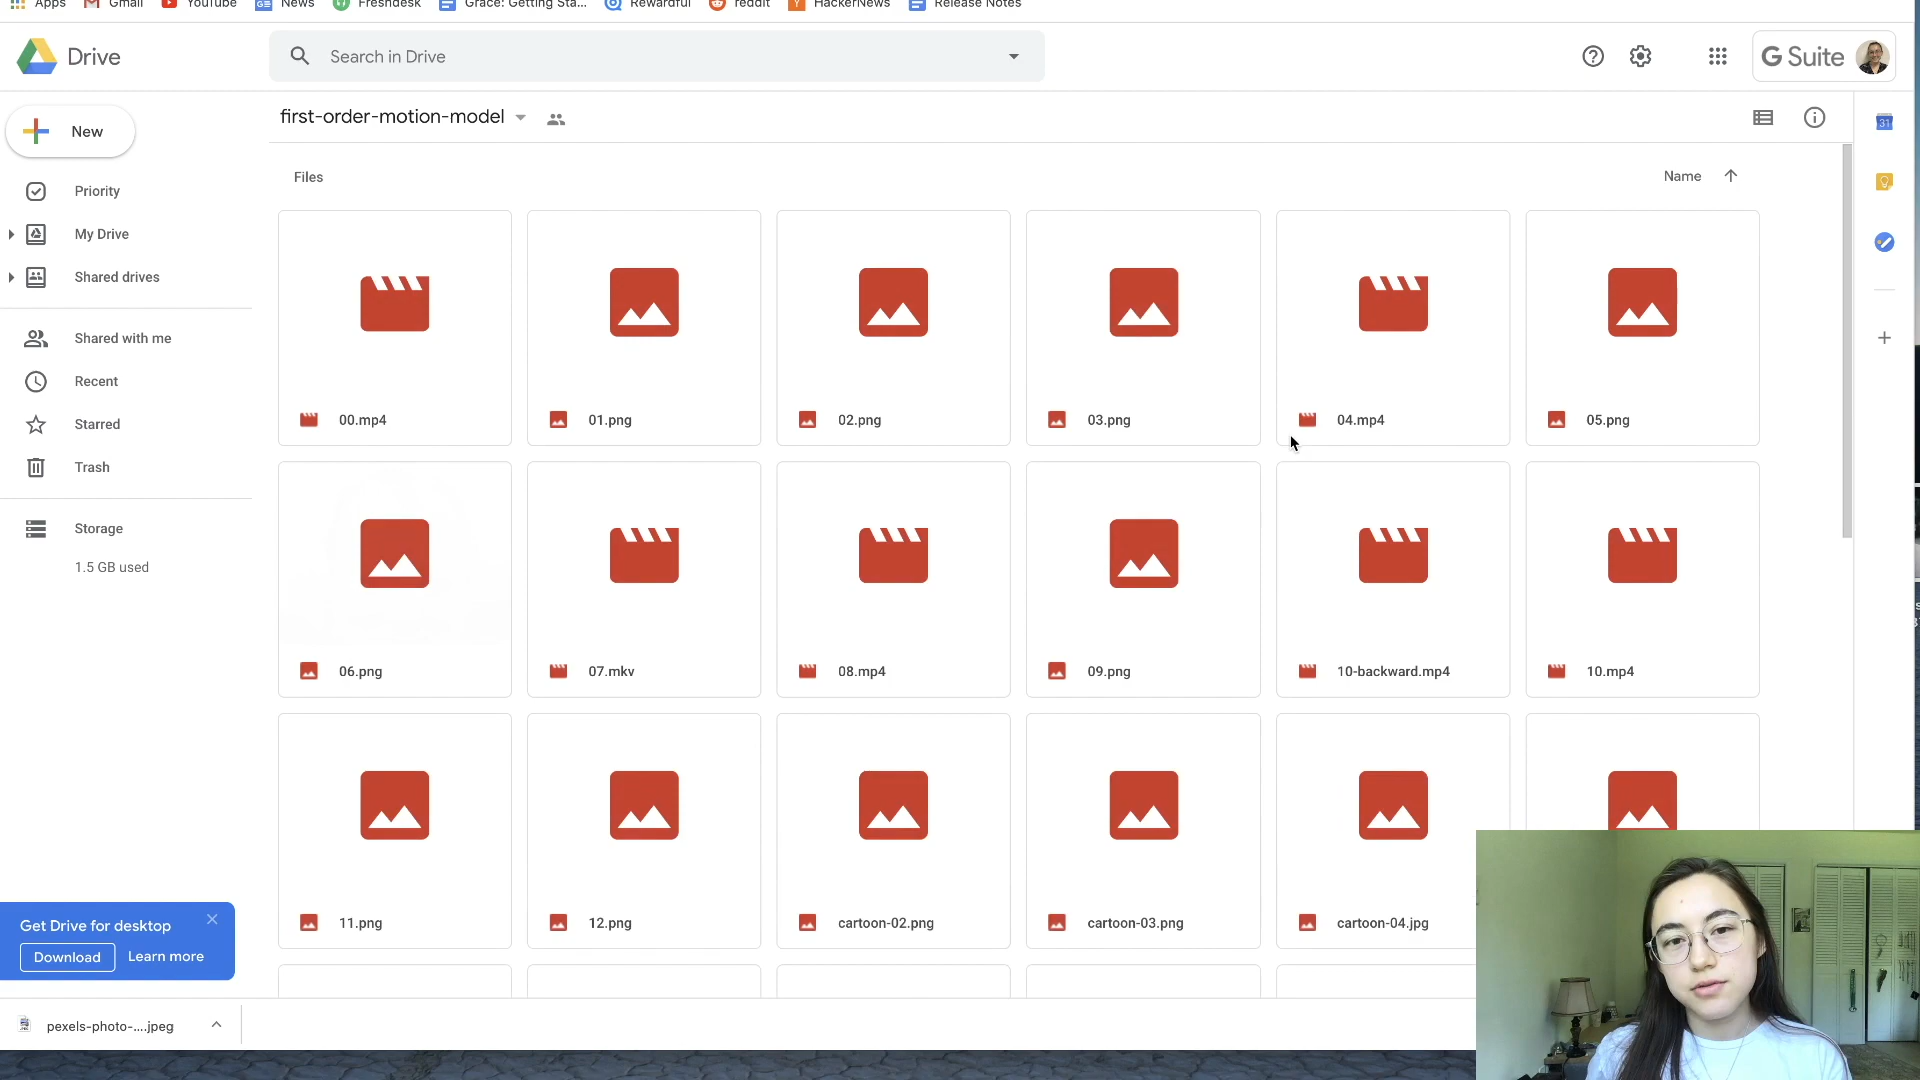 Apps Gmail YouTube News Freshdesk Grace: Getting Sta... Rewardful reddit HackerNews Release Notes
Drive
Search in Drive
G Suite
New
first-order-motion-model
31
Priority
My Drive
Shared drives
Shared with me
Recent
Starred
Trash
Storage
1.5 GB used
Files
Name
00.mp4 01.png 02.png 03.png 04.mp4 05.png
06.png 07.mkv 08.mp4 09.png 10-backward.mp4 10.mp4
11.png 12.png cartoon-02.png cartoon-03.png cartoon-04.jpg
Get Drive for desktop
Download Learn more
pexels-photo-....jpeg